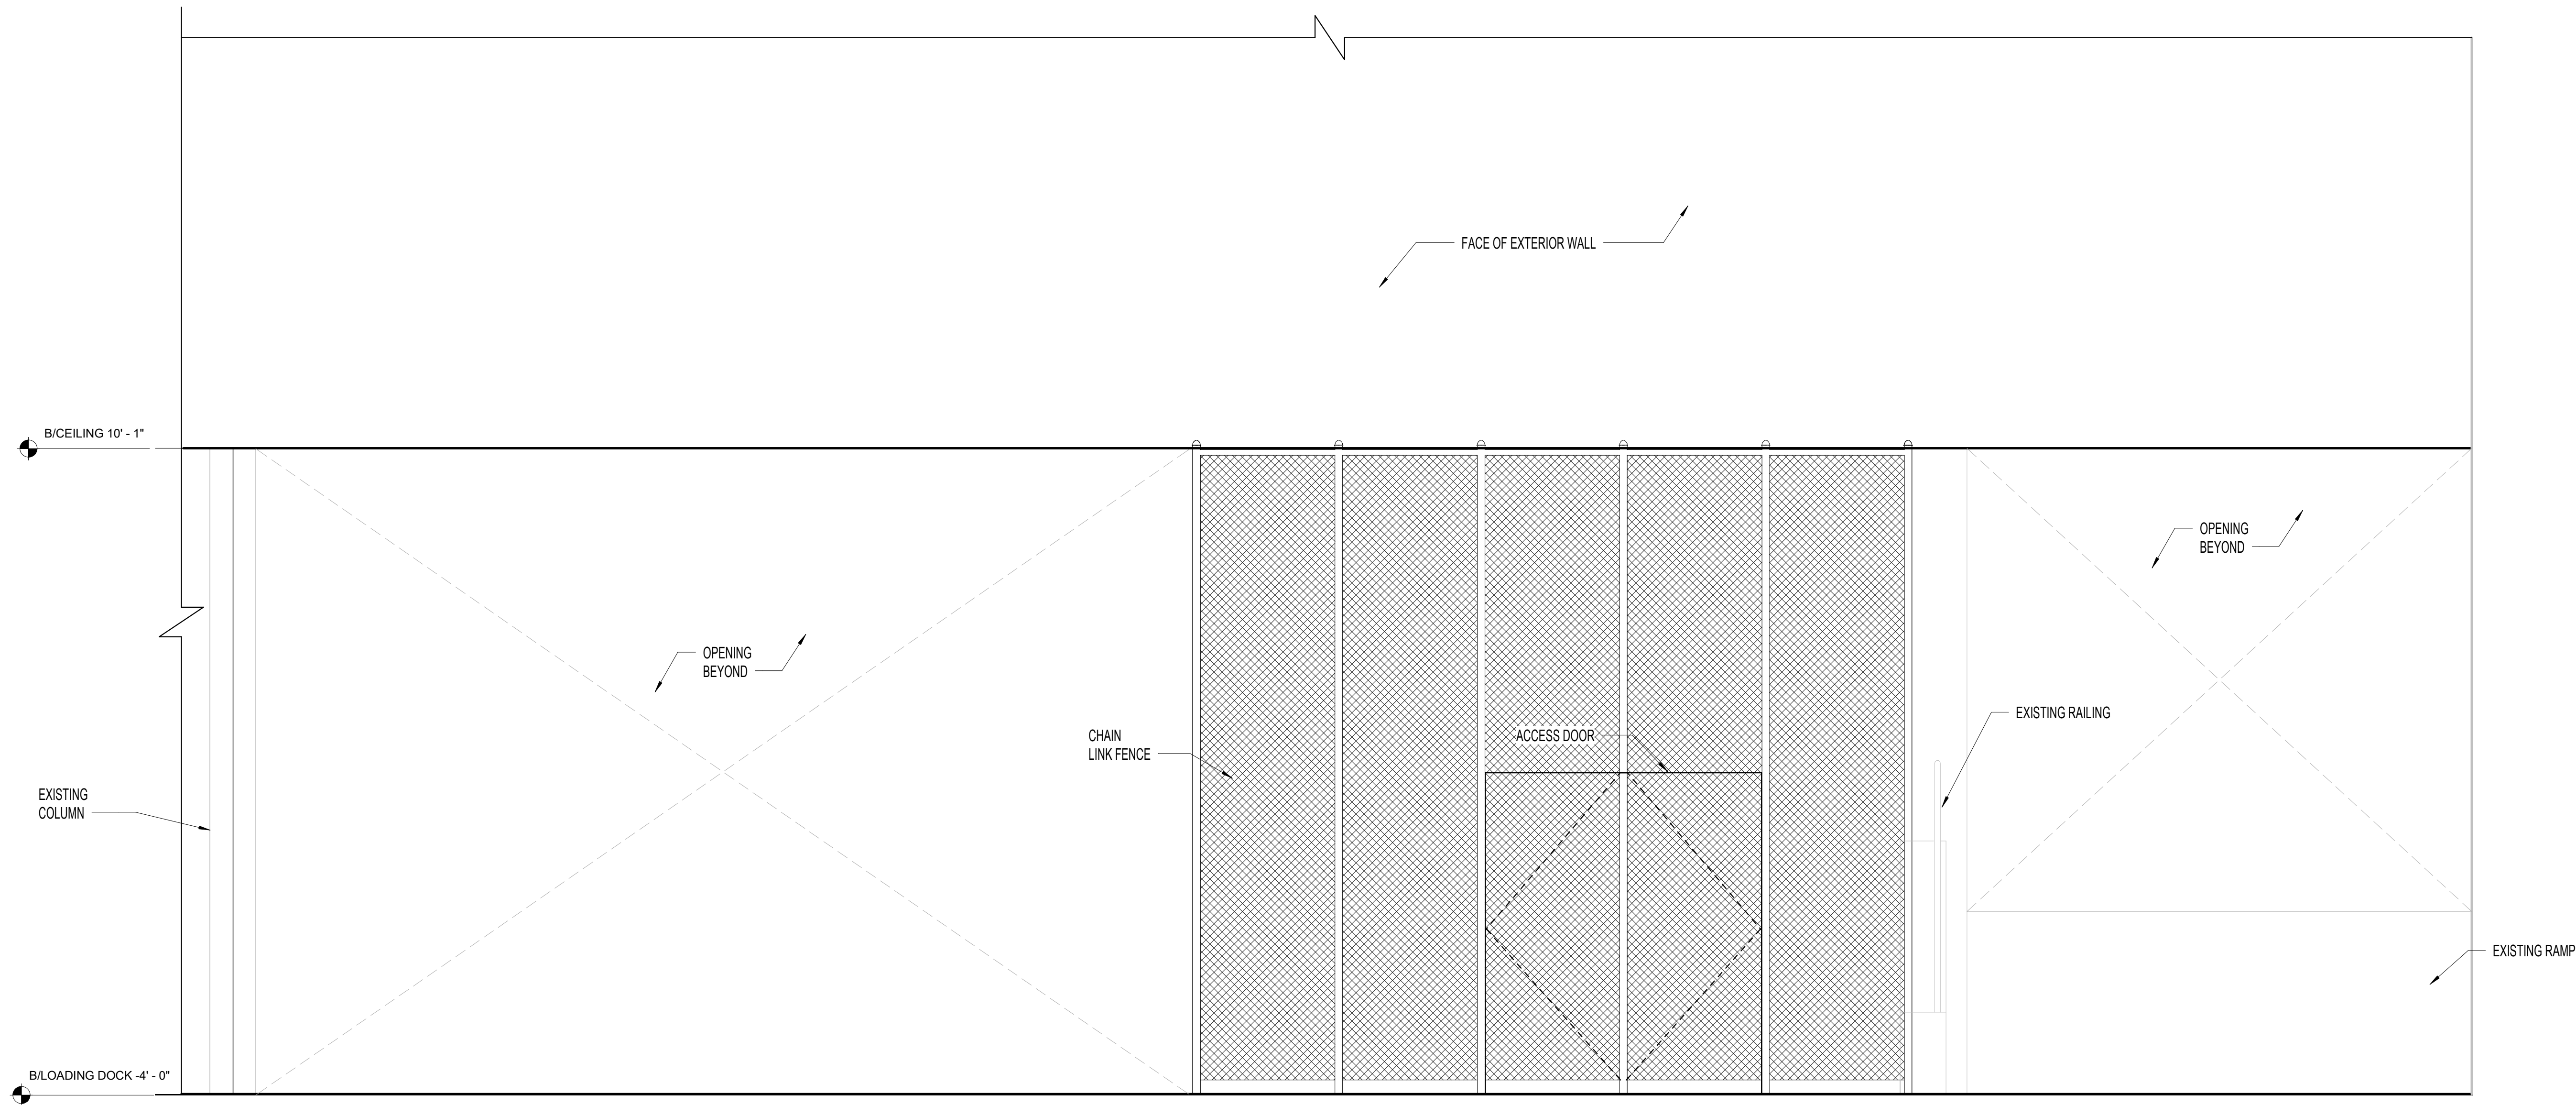 FACE OF EXTERIOR WALL
B/CEILING 10' - 1"
OPENING
BEYOND
OPENING
BEYOND
EXISTING RAILING
CHAIN
LINK FENCE
ACCESS DOOR
EXISTING
COLUMN
EXISTING RAMP
B/LOADING DOCK -4' - 0"